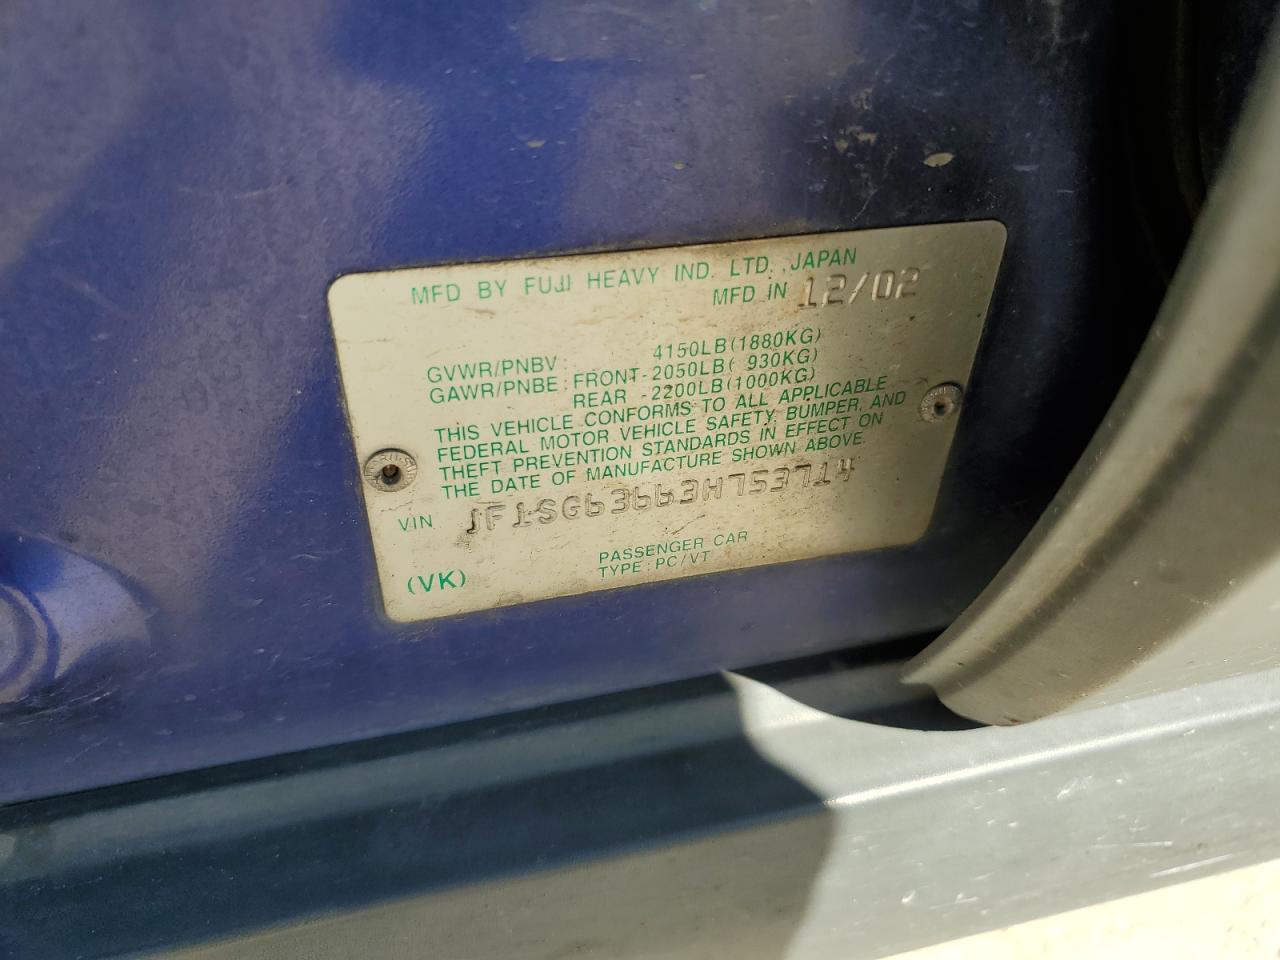 MFD BY FUJI HEAVY IND. LTD. ,JAPAN
MFD IN 12/02
GVWR/PNBV 4150LB(1880KG)
GAWR/PNBE : FRONT-2050LB( 930KG)
REAR -2200LB(1000KG)
THIS VEHICLE CONFORMS TO ALL APPLICABLE
FEDERAL MOTOR VEHICLE SAFETY, BUMPER, AND
THEFT PREVENTION STANDARDS IN EFFECT ON
THE DATE OF MANUFACTURE SHOWN ABOVE.
VIN
PASSENGER CAR
(VK) TYPE : PC/VT